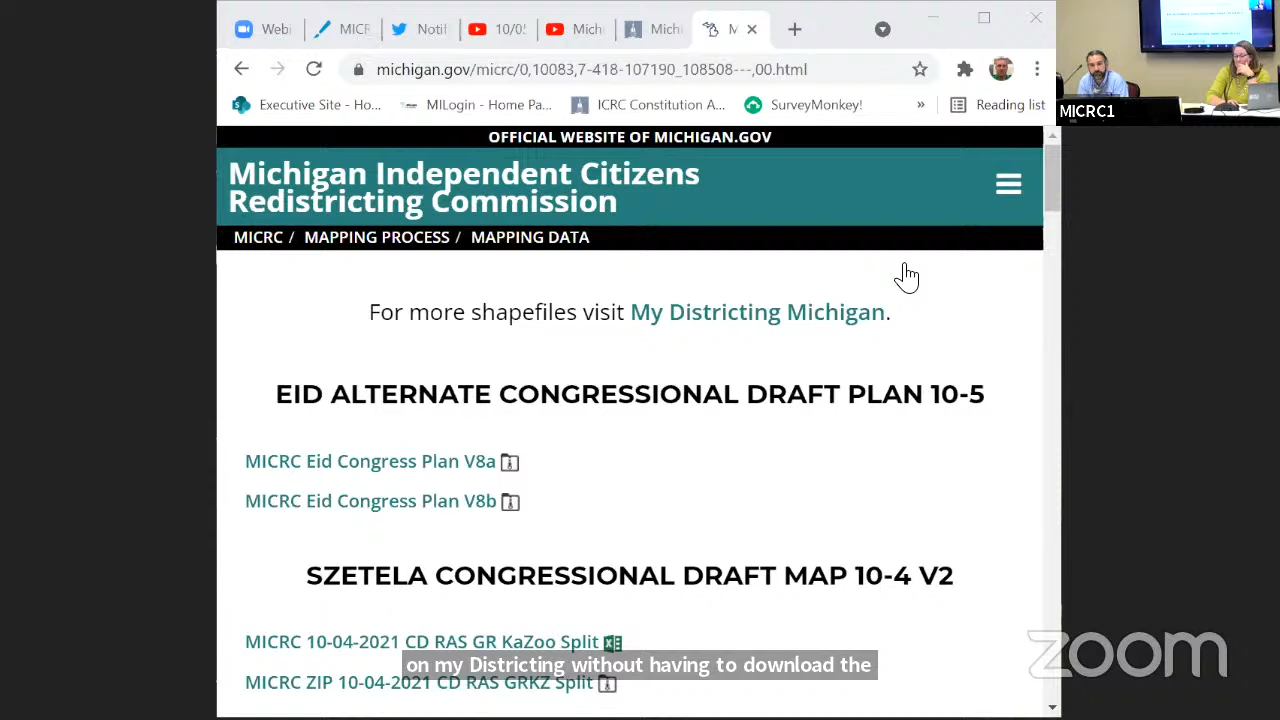 Webi
MICR
Notif
10/05
Mich
Michi
M
michigan.gov/micrc/0,10083,7-418-107190_108508---,00.html
Executive Site - Ho...
MILogin - Home Pa...
ICRC Constitution A...
SurveyMonkey!
»
Reading list
MICRC1
OFFICIAL WEBSITE OF MICHIGAN.GOV
Michigan Independent Citizens
Redistricting Commission
MICRC / MAPPING PROCESS / MAPPING DATA
For more shapefiles visit My Districting Michigan.
EID ALTERNATE CONGRESSIONAL DRAFT PLAN 10-5
MICRC Eid Congress Plan V8a
MICRC Eid Congress Plan V8b
SZETELA CONGRESSIONAL DRAFT MAP 10-4 V2
MICRC 10-04-2021 CD RAS GR KaZoo Split
on my Districting without having to download the
MICRC ZIP 10-04-2021 CD RAS GRKZ Split
zoom